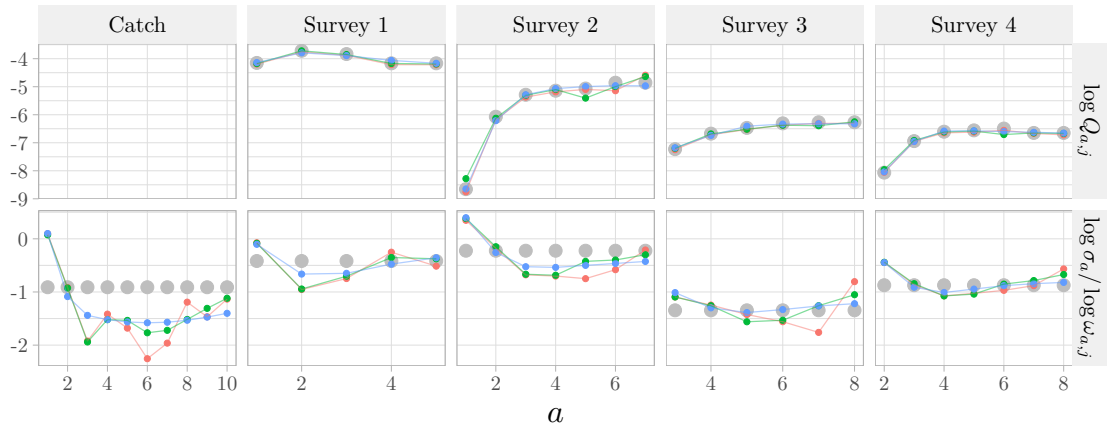 Catch Survey 1 Survey 2 Survey 3 Survey 4
-4
-5
-6
-7
-8
-9
log Q_{a,j}
0
-1
-2
log σ_a / log ω_{a,j}
2 4 6 8 10 2 4 2 4 6 4 6 8 2 4 6 8
a